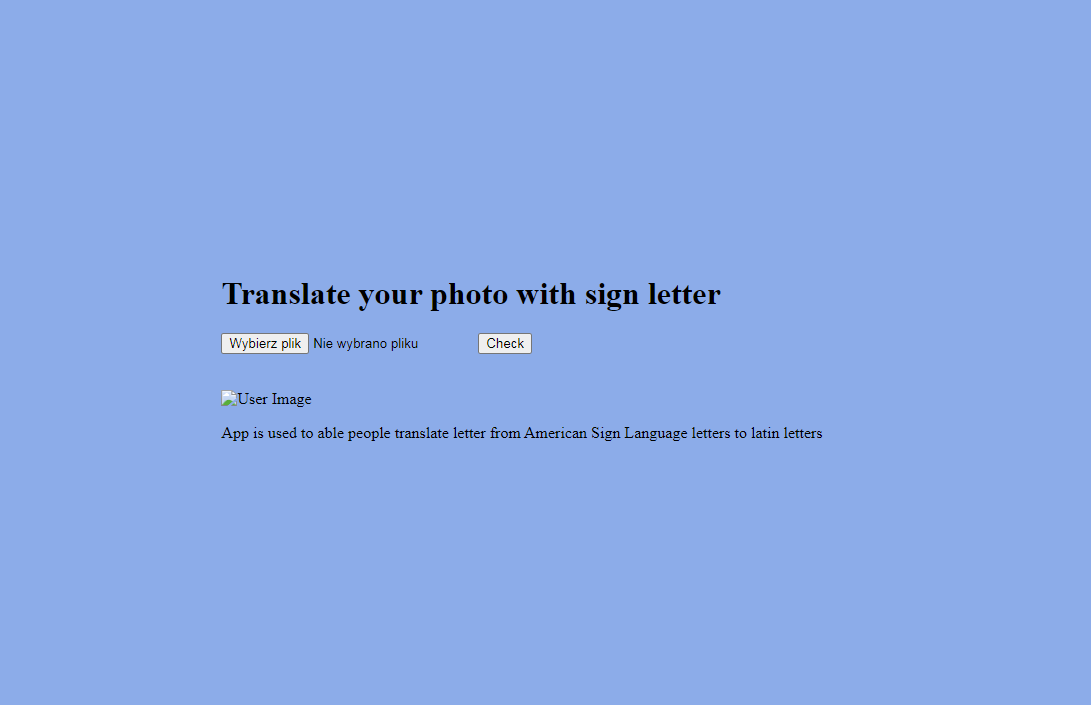 Translate your photo with sign letter
Wybierz plik Nie wybrano pliku Check
User Image
App is used to able people translate letter from American Sign Language letters to latin letters